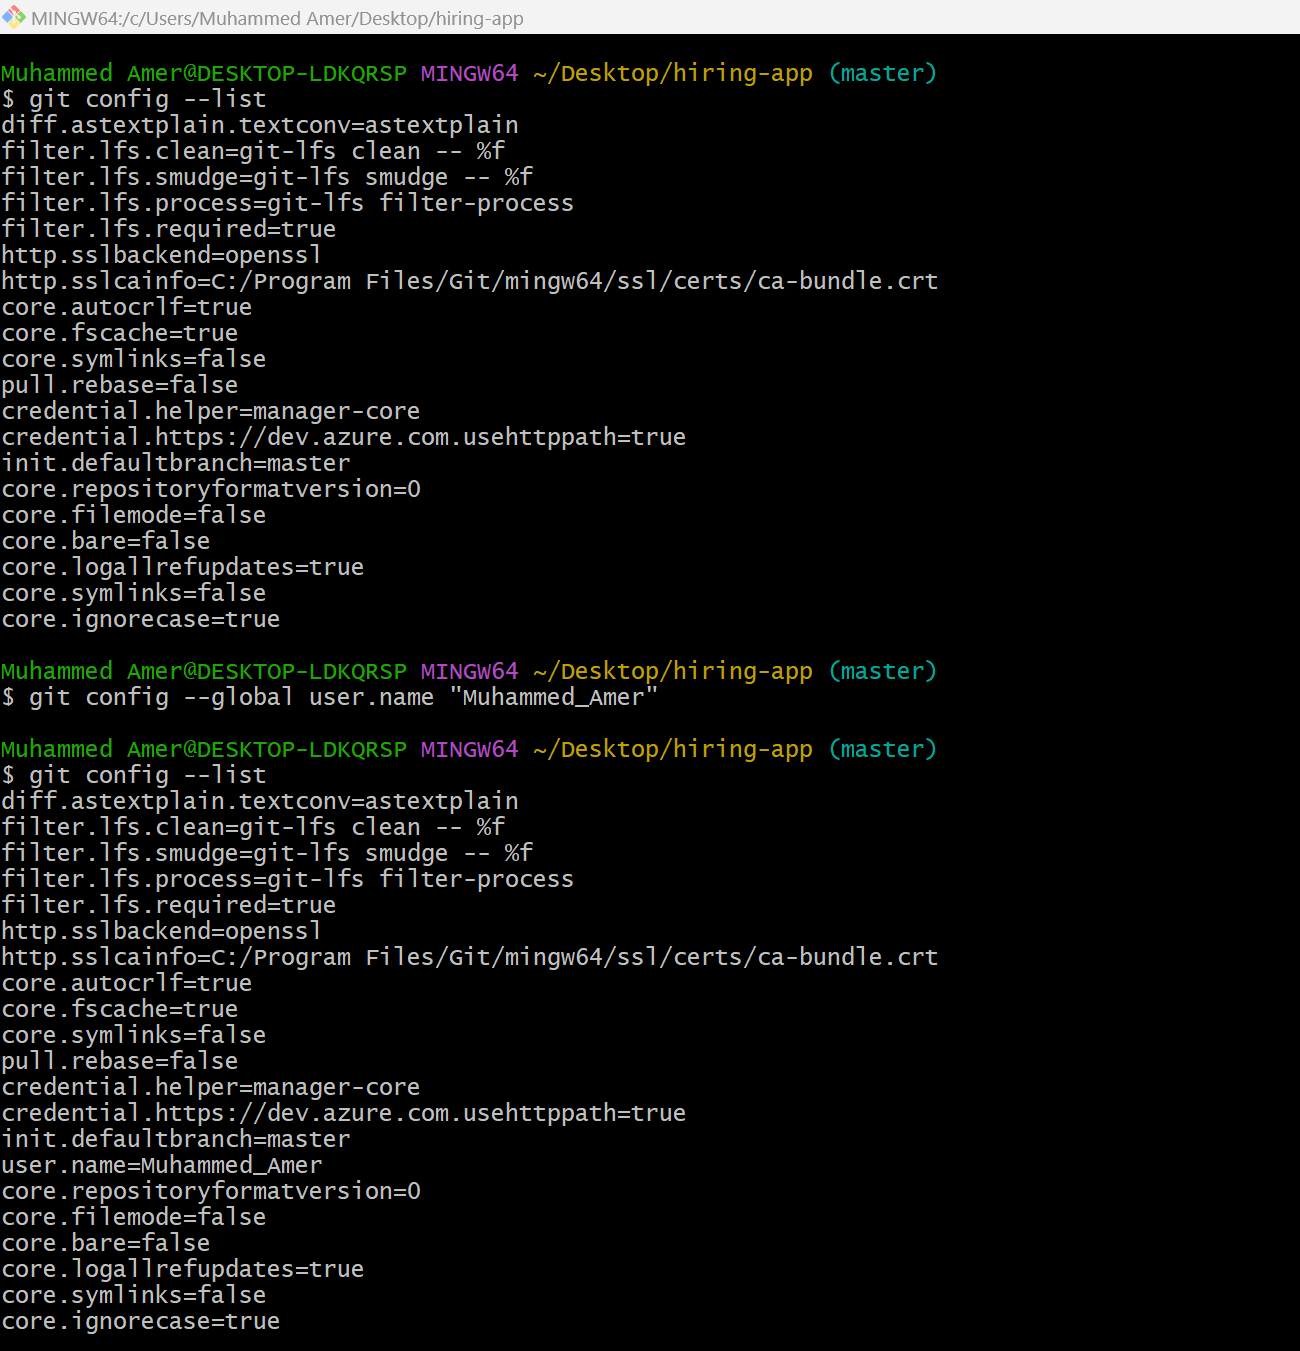 MINGW64:/c/Users/Muhammed Amer/Desktop/hiring-app
Muhammed Amer@DESKTOP-LDKQRSP MINGW64 ~/Desktop/hiring-app (master)
$ git config --list
diff.astextplain.textconv=astextplain
filter.lfs.clean=git-lfs clean -- %f
filter.lfs.smudge=git-lfs smudge -- %f
filter.lfs.process=git-lfs filter-process
filter.lfs.required=true
http.sslbackend=openssl
http.sslcainfo=C:/Program Files/Git/mingw64/ssl/certs/ca-bundle.crt
core.autocrlf=true
core.fscache=true
core.symlinks=false
pull.rebase=false
credential.helper=manager-core
credential.https://dev.azure.com.usehttppath=true
init.defaultbranch=master
core.repositoryformatversion=0
core.filemode=false
core.bare=false
core.logallrefupdates=true
core.symlinks=false
core.ignorecase=true
Muhammed Amer@DESKTOP-LDKQRSP MINGW64 ~/Desktop/hiring-app (master)
$ git config --global user.name "Muhammed_Amer"
Muhammed Amer@DESKTOP-LDKQRSP MINGW64 ~/Desktop/hiring-app (master)
$ git config --list
diff.astextplain.textconv=astextplain
filter.lfs.clean=git-lfs clean -- %f
filter.lfs.smudge=git-lfs smudge -- %f
filter.lfs.process=git-lfs filter-process
filter.lfs.required=true
http.sslbackend=openssl
http.sslcainfo=C:/Program Files/Git/mingw64/ssl/certs/ca-bundle.crt
core.autocrlf=true
core.fscache=true
core.symlinks=false
pull.rebase=false
credential.helper=manager-core
credential.https://dev.azure.com.usehttppath=true
init.defaultbranch=master
user.name=Muhammed_Amer
core.repositoryformatversion=0
core.filemode=false
core.bare=false
core.logallrefupdates=true
core.symlinks=false
core.ignorecase=true